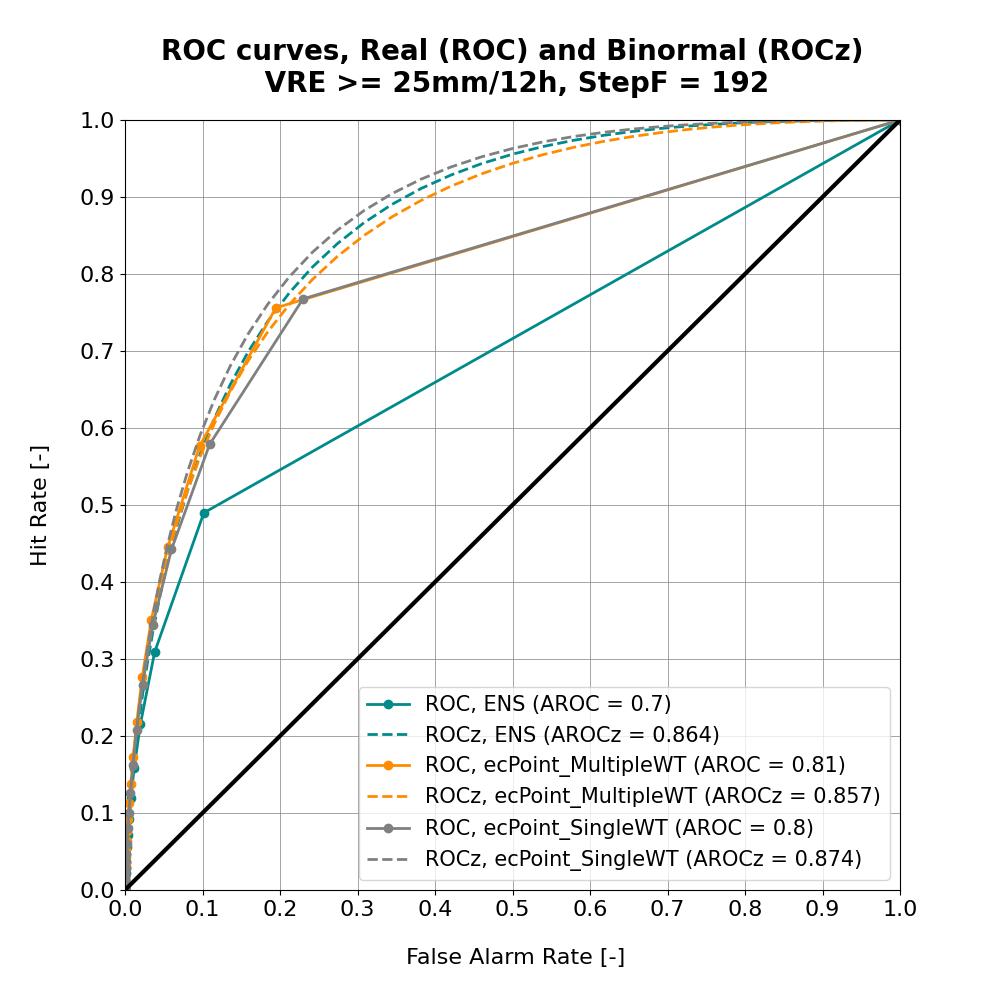 ROC curves, Real (ROC) and Binormal (ROCz)
VRE >= 25mm/12h, StepF = 192
1.0
0.9
0.8
0.7
0.6
0.5
0.4
0.3
0.2
0.1
0.0
Hit Rate [-]
ROC, ENS (AROC = 0.7)
ROCz, ENS (AROCz = 0.864)
ROC, ecPoint_MultipleWT (AROC = 0.81)
ROCz, ecPoint_MultipleWT (AROCz = 0.857)
ROC, ecPoint_SingleWT (AROC = 0.8)
ROCz, ecPoint_SingleWT (AROCz = 0.874)
0.0 0.1 0.2 0.3 0.4 0.5 0.6 0.7 0.8 0.9 1.0
False Alarm Rate [-]